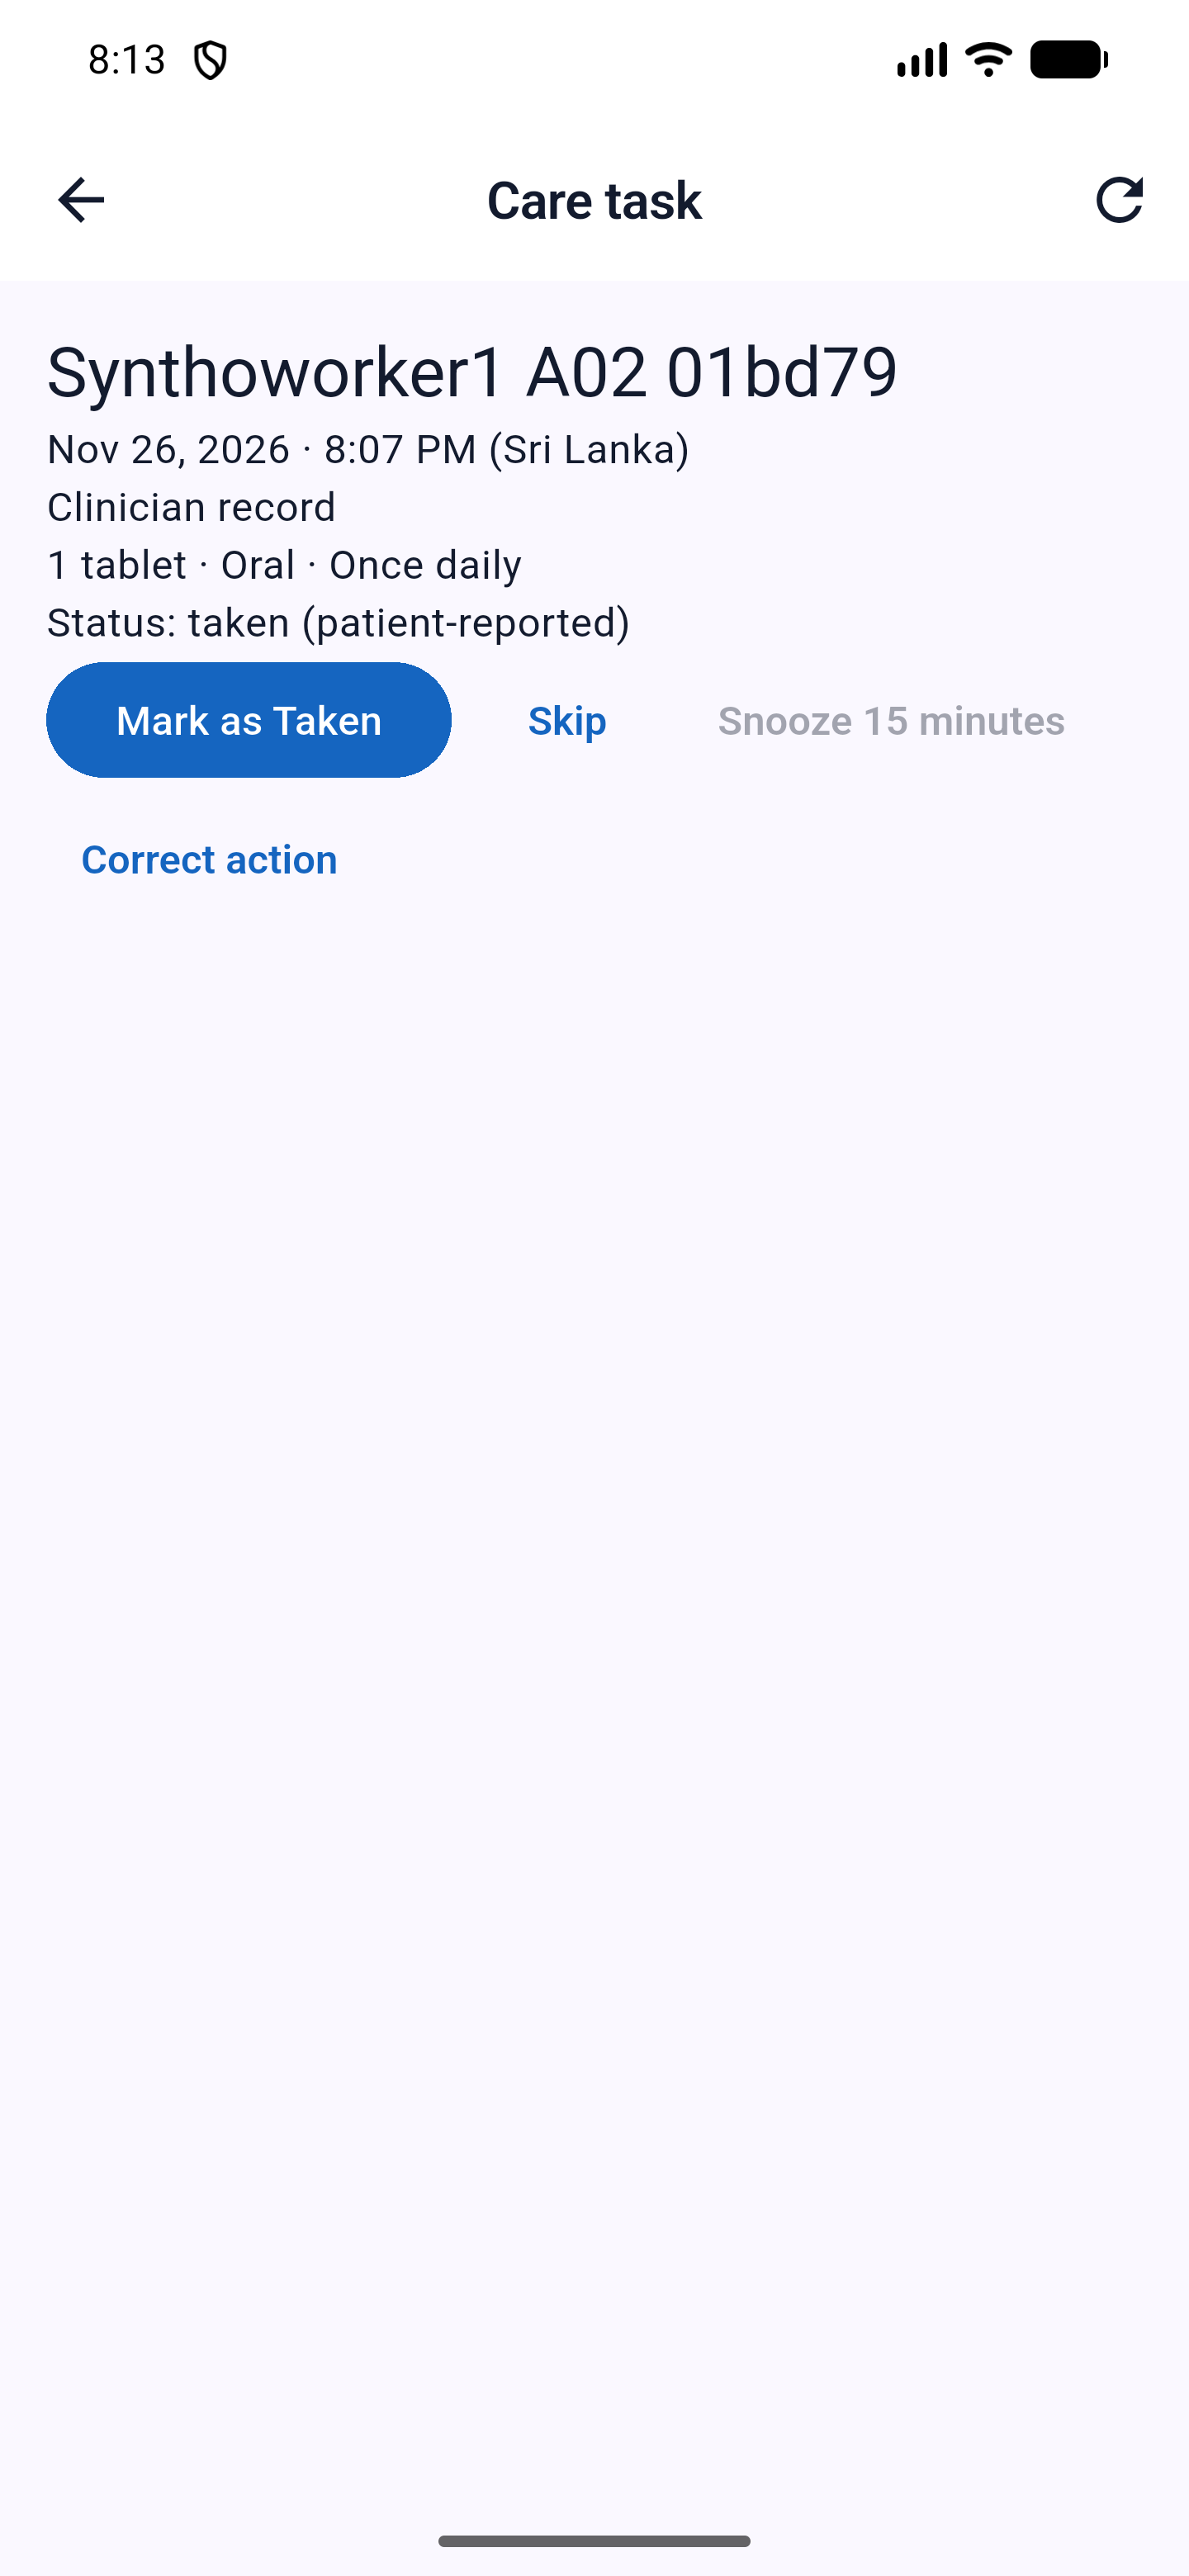 8:13
Care task
Synthoworker1 A02 01bd79
Nov 26, 2026 · 8:07 PM (Sri Lanka)
Clinician record
1 tablet · Oral · Once daily
Status: taken (patient-reported)
Mark as Taken Skip Snooze 15 minutes
Correct action